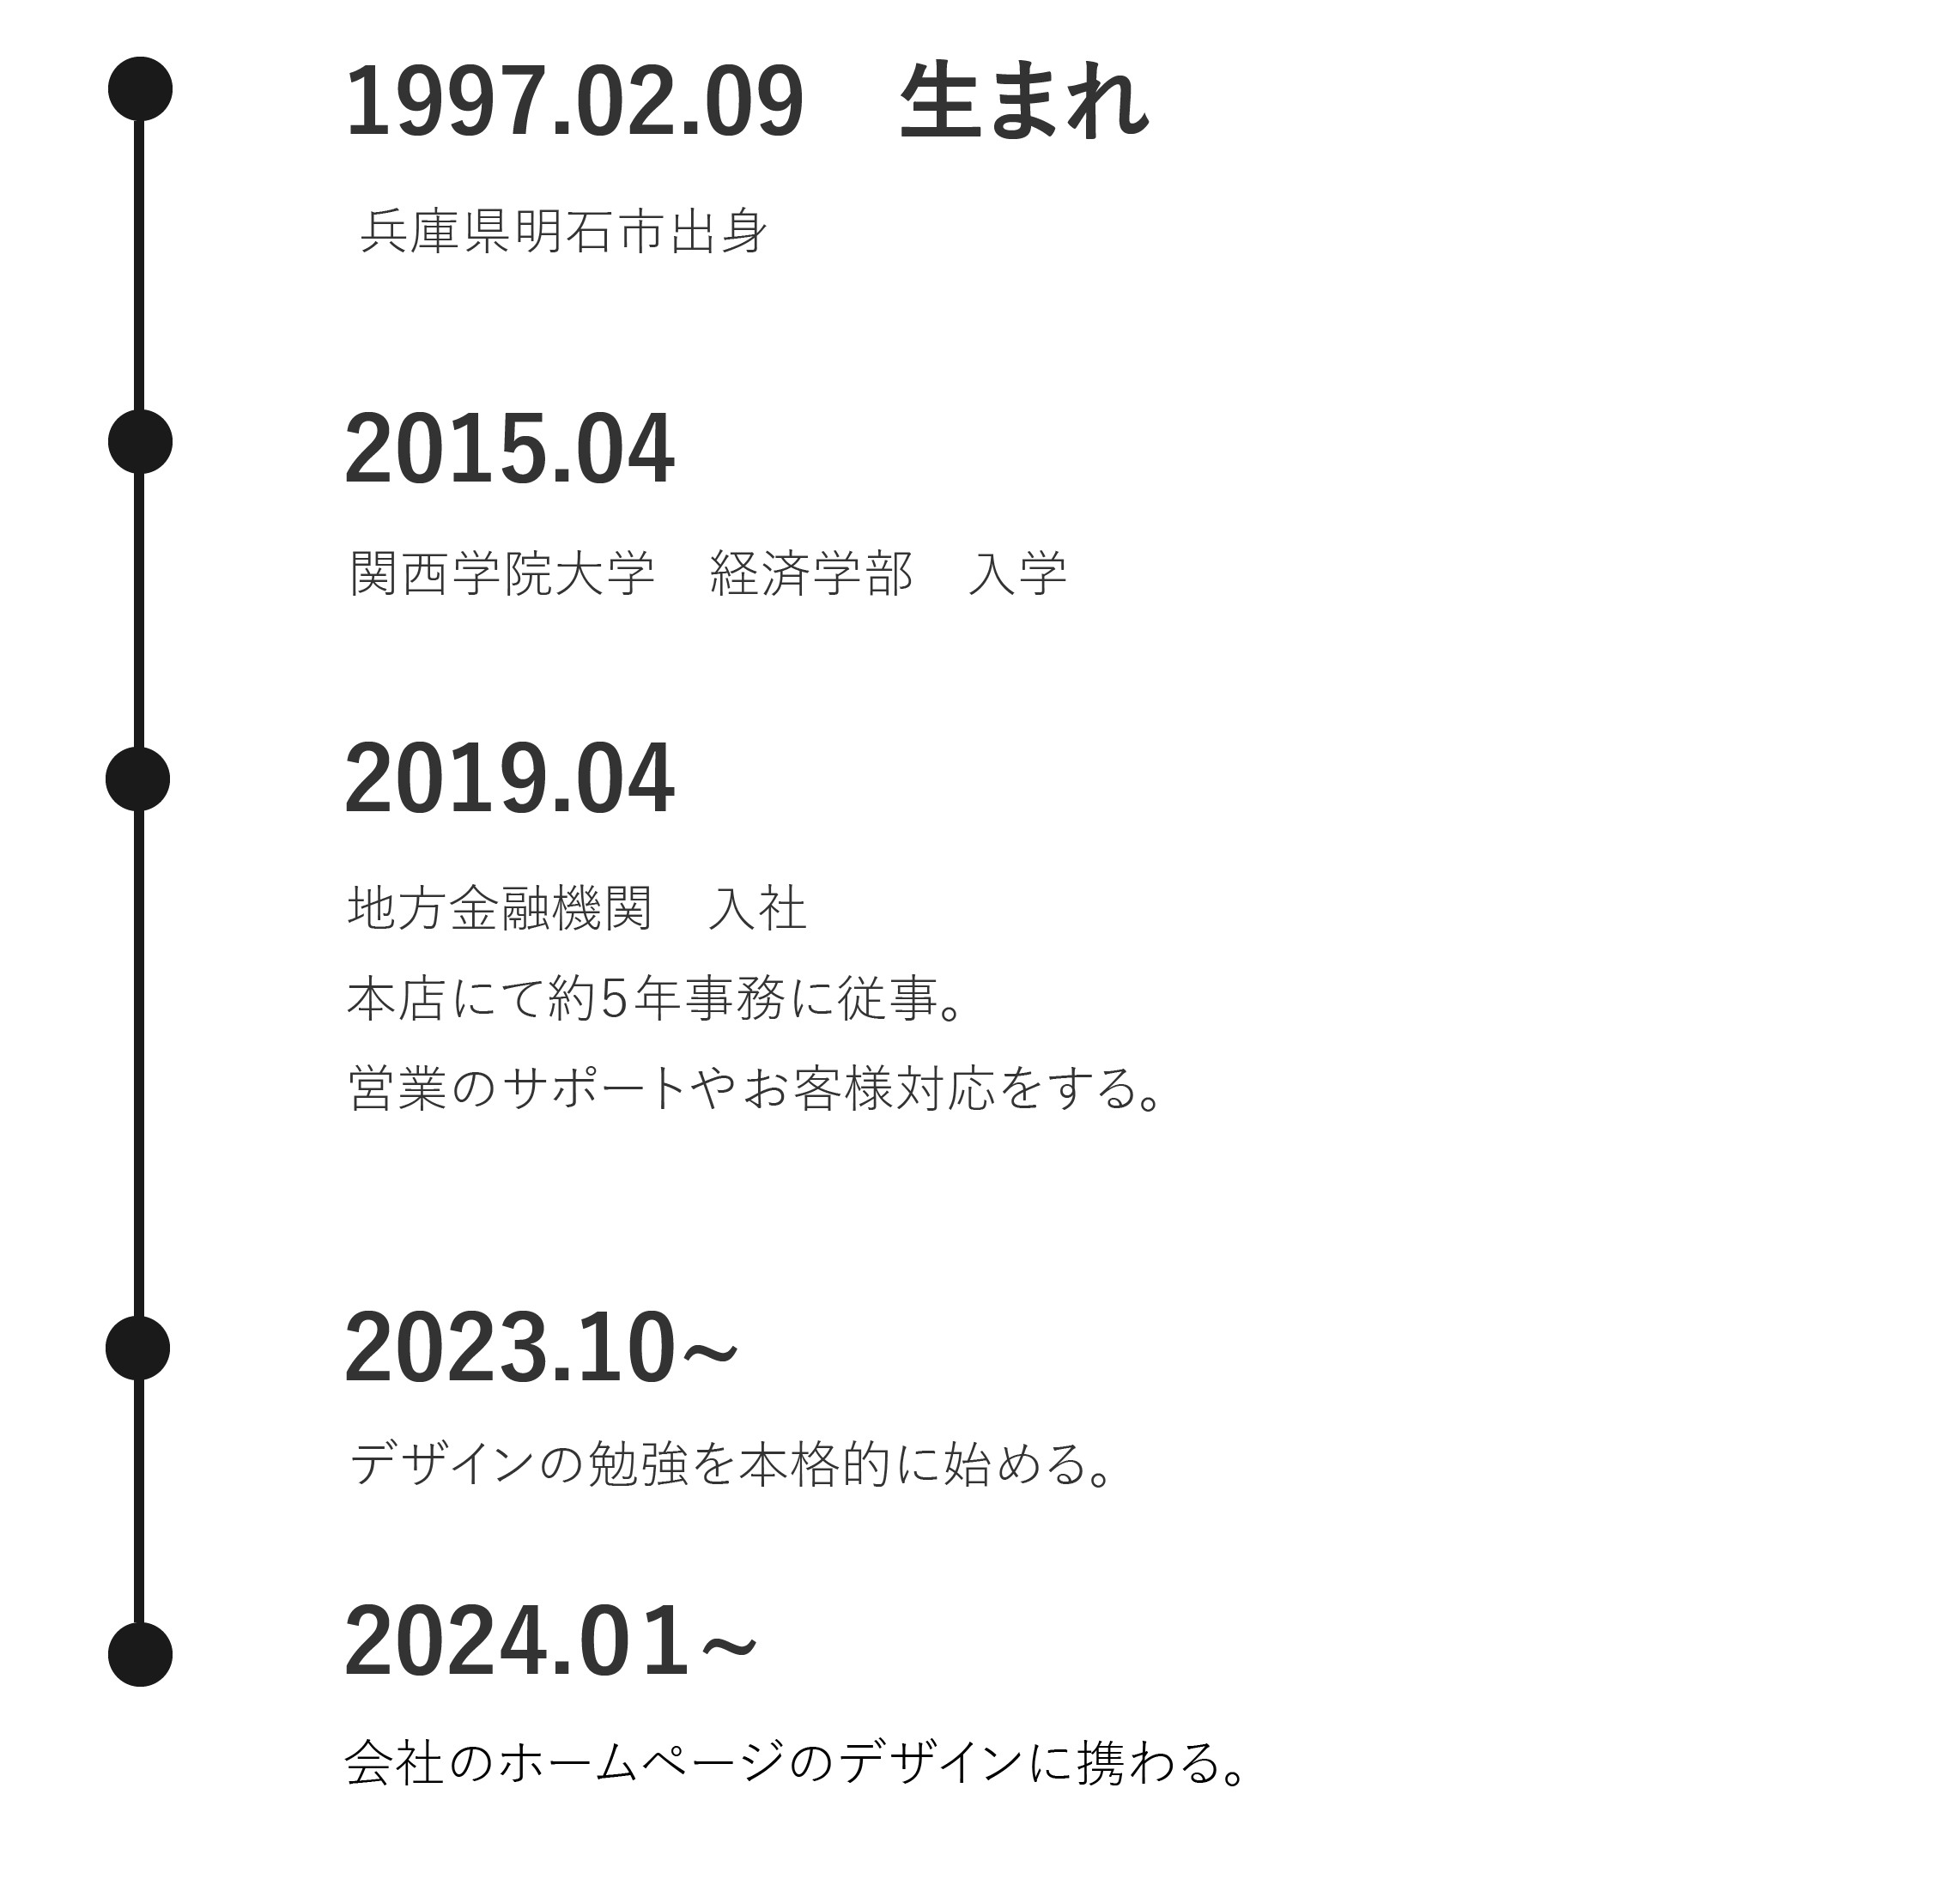 1997.02.09　生まれ
兵庫県明石市出身
2015.04
関西学院大学　経済学部　入学
2019.04
地方金融機関　入社
本店にて約5年事務に従事。
営業のサポートやお客様対応をする。
2023.10~
デザインの勉強を本格的に始める。
2024.01~
会社のホームページのデザインに携わる。